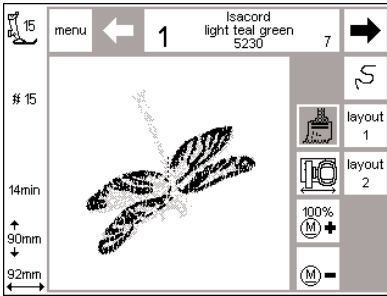 15
menu
1
Isacord
light teal green
5230
7
# 15
layout
1
layout
2
14min
90mm
92mm
100%
M +
M -